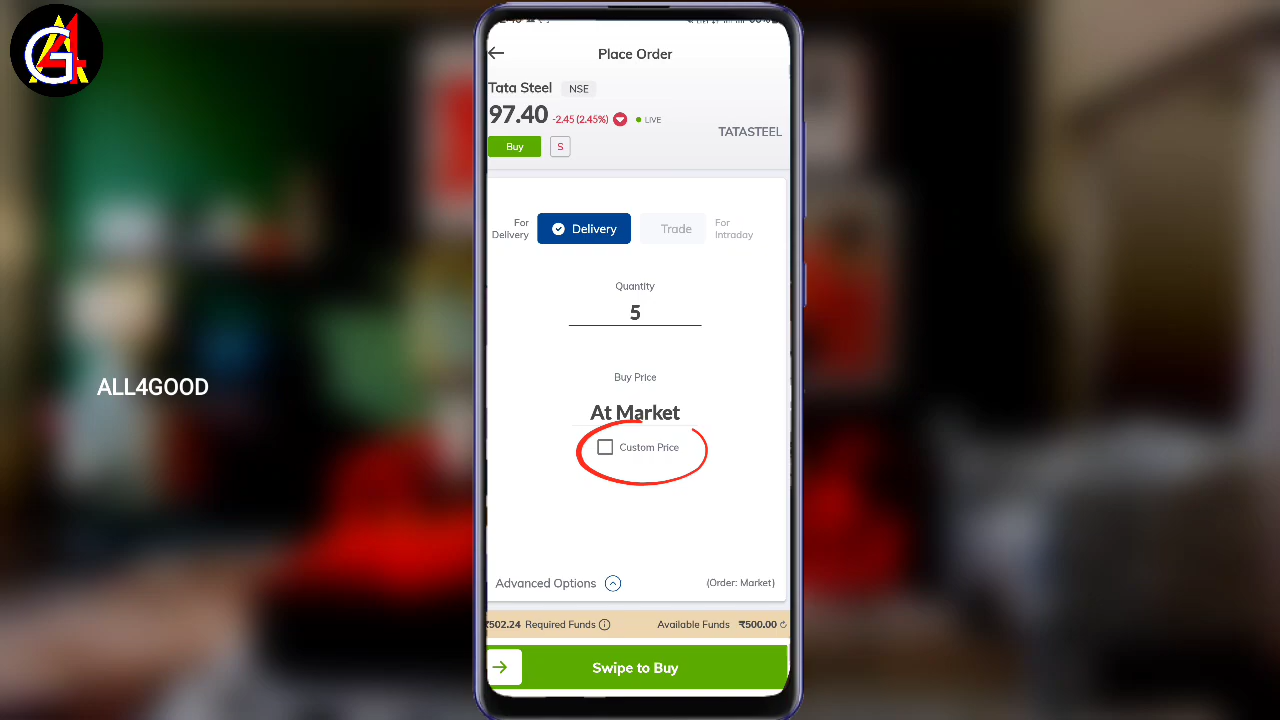 G4
Place Order
Tata Steel NSE
97.40 -2.45 (2.45%) LIVE
TATASTEEL
Buy S
For Delivery Delivery Trade For Intraday
Quantity
5
Buy Price
At Market
Custom Price
ALL4GOOD
Advanced Options (Order: Market)
₹502.24 Required Funds Available Funds ₹500.00
Swipe to Buy